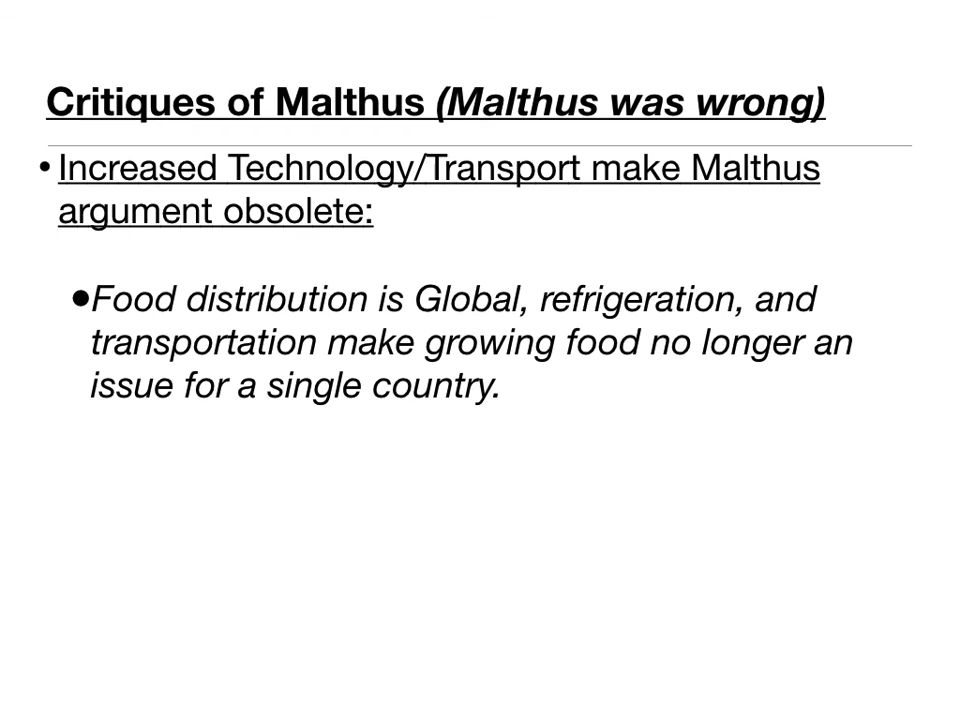 Critiques of Malthus (Malthus was wrong)
• Increased Technology/Transport make Malthus
argument obsolete:
●Food distribution is Global, refrigeration, and
transportation make growing food no longer an
issue for a single country.